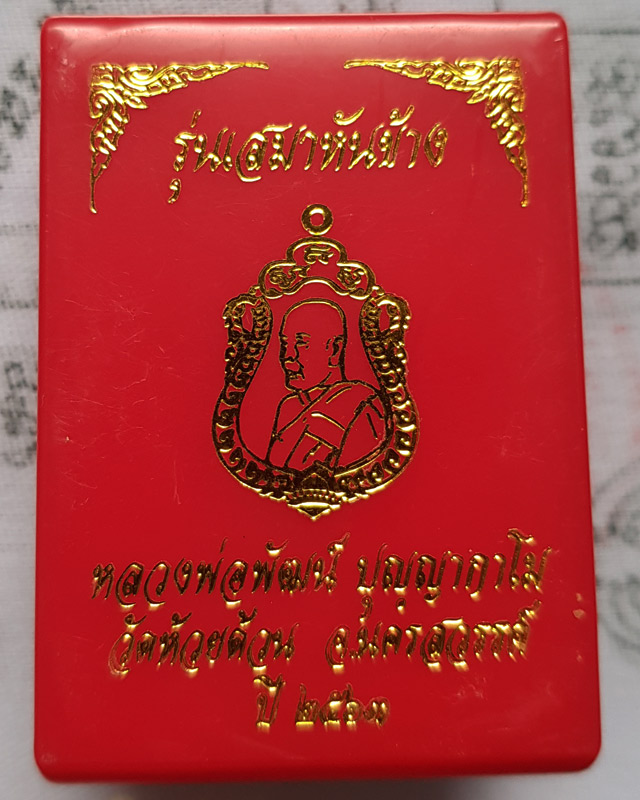 รุ่นเสมาหันข้าง
หลวงพ่อพัฒน์ ปุญญากาโม
วัดห้วยด้วน จ.นครสวรรค์
ปี ๒๕๖๓